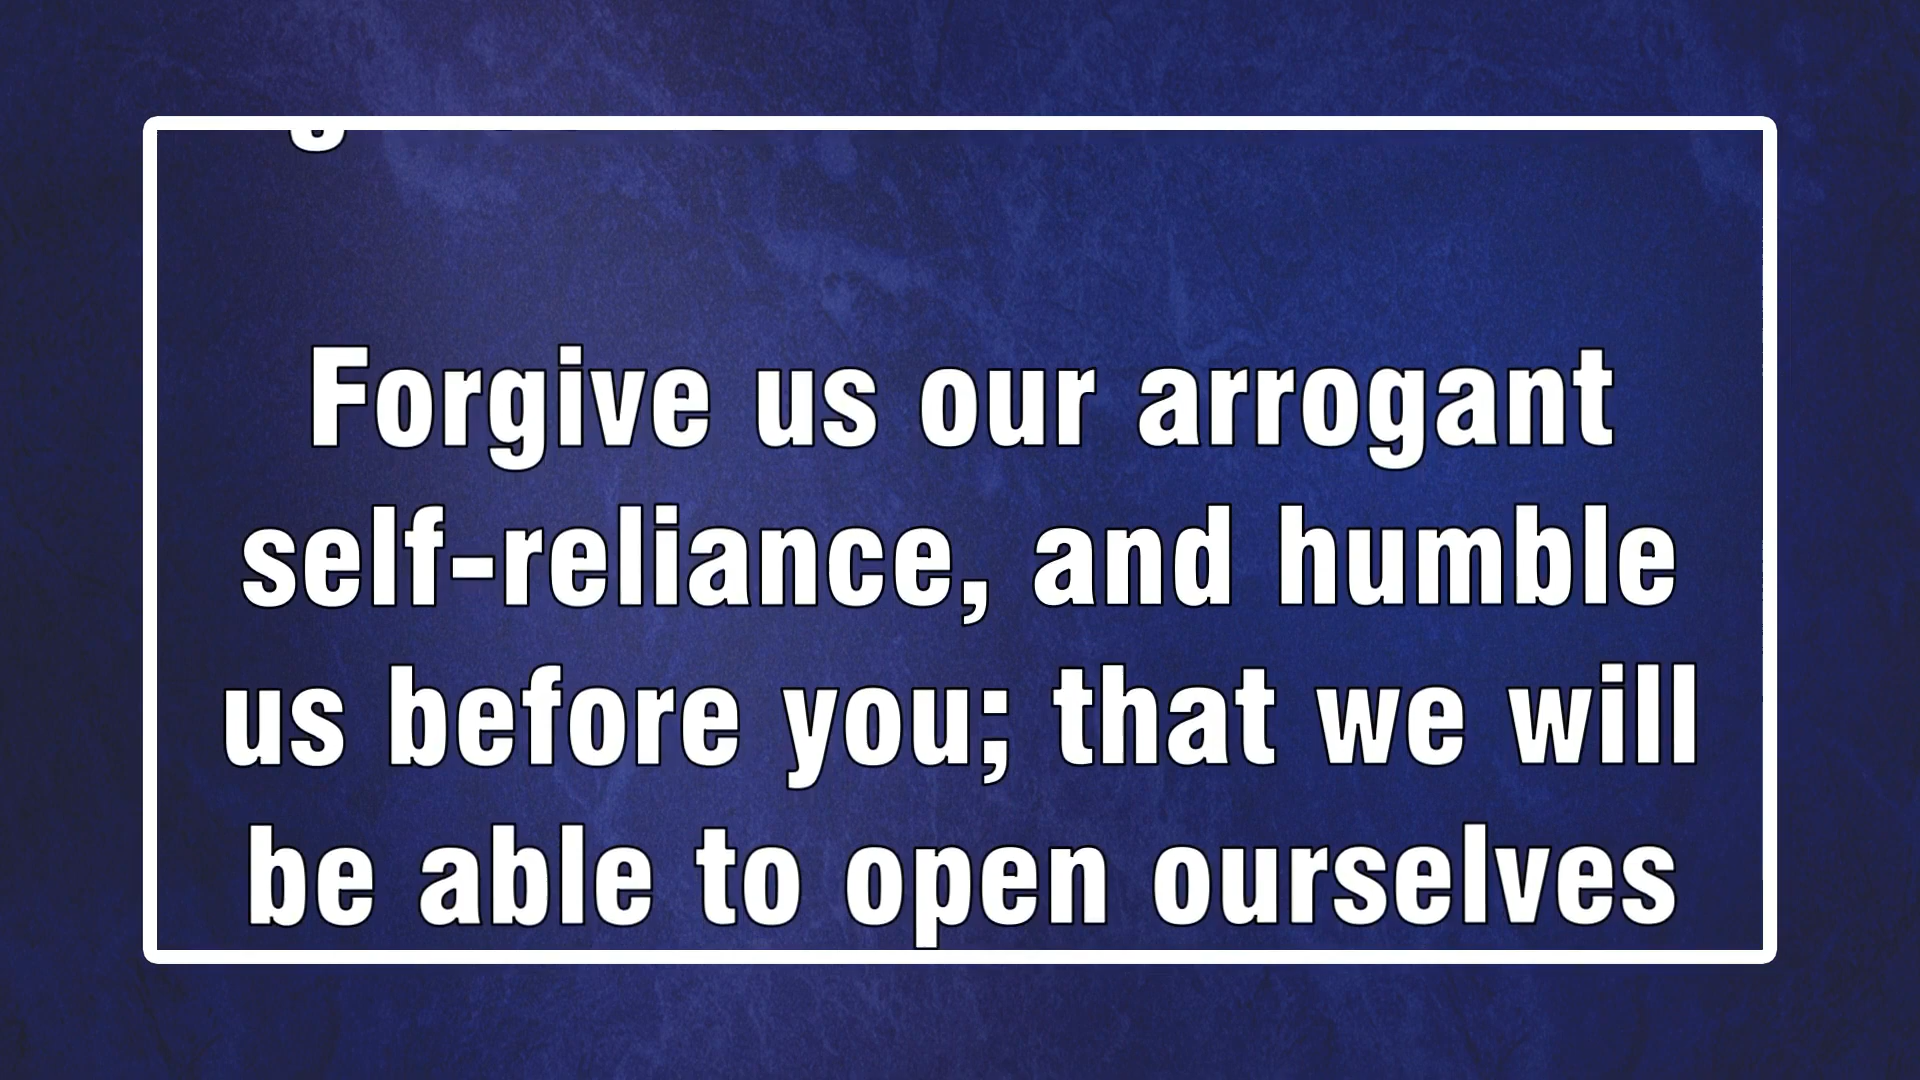 Forgive us our arrogant
self-reliance, and humble
us before you; that we will
be able to open ourselves